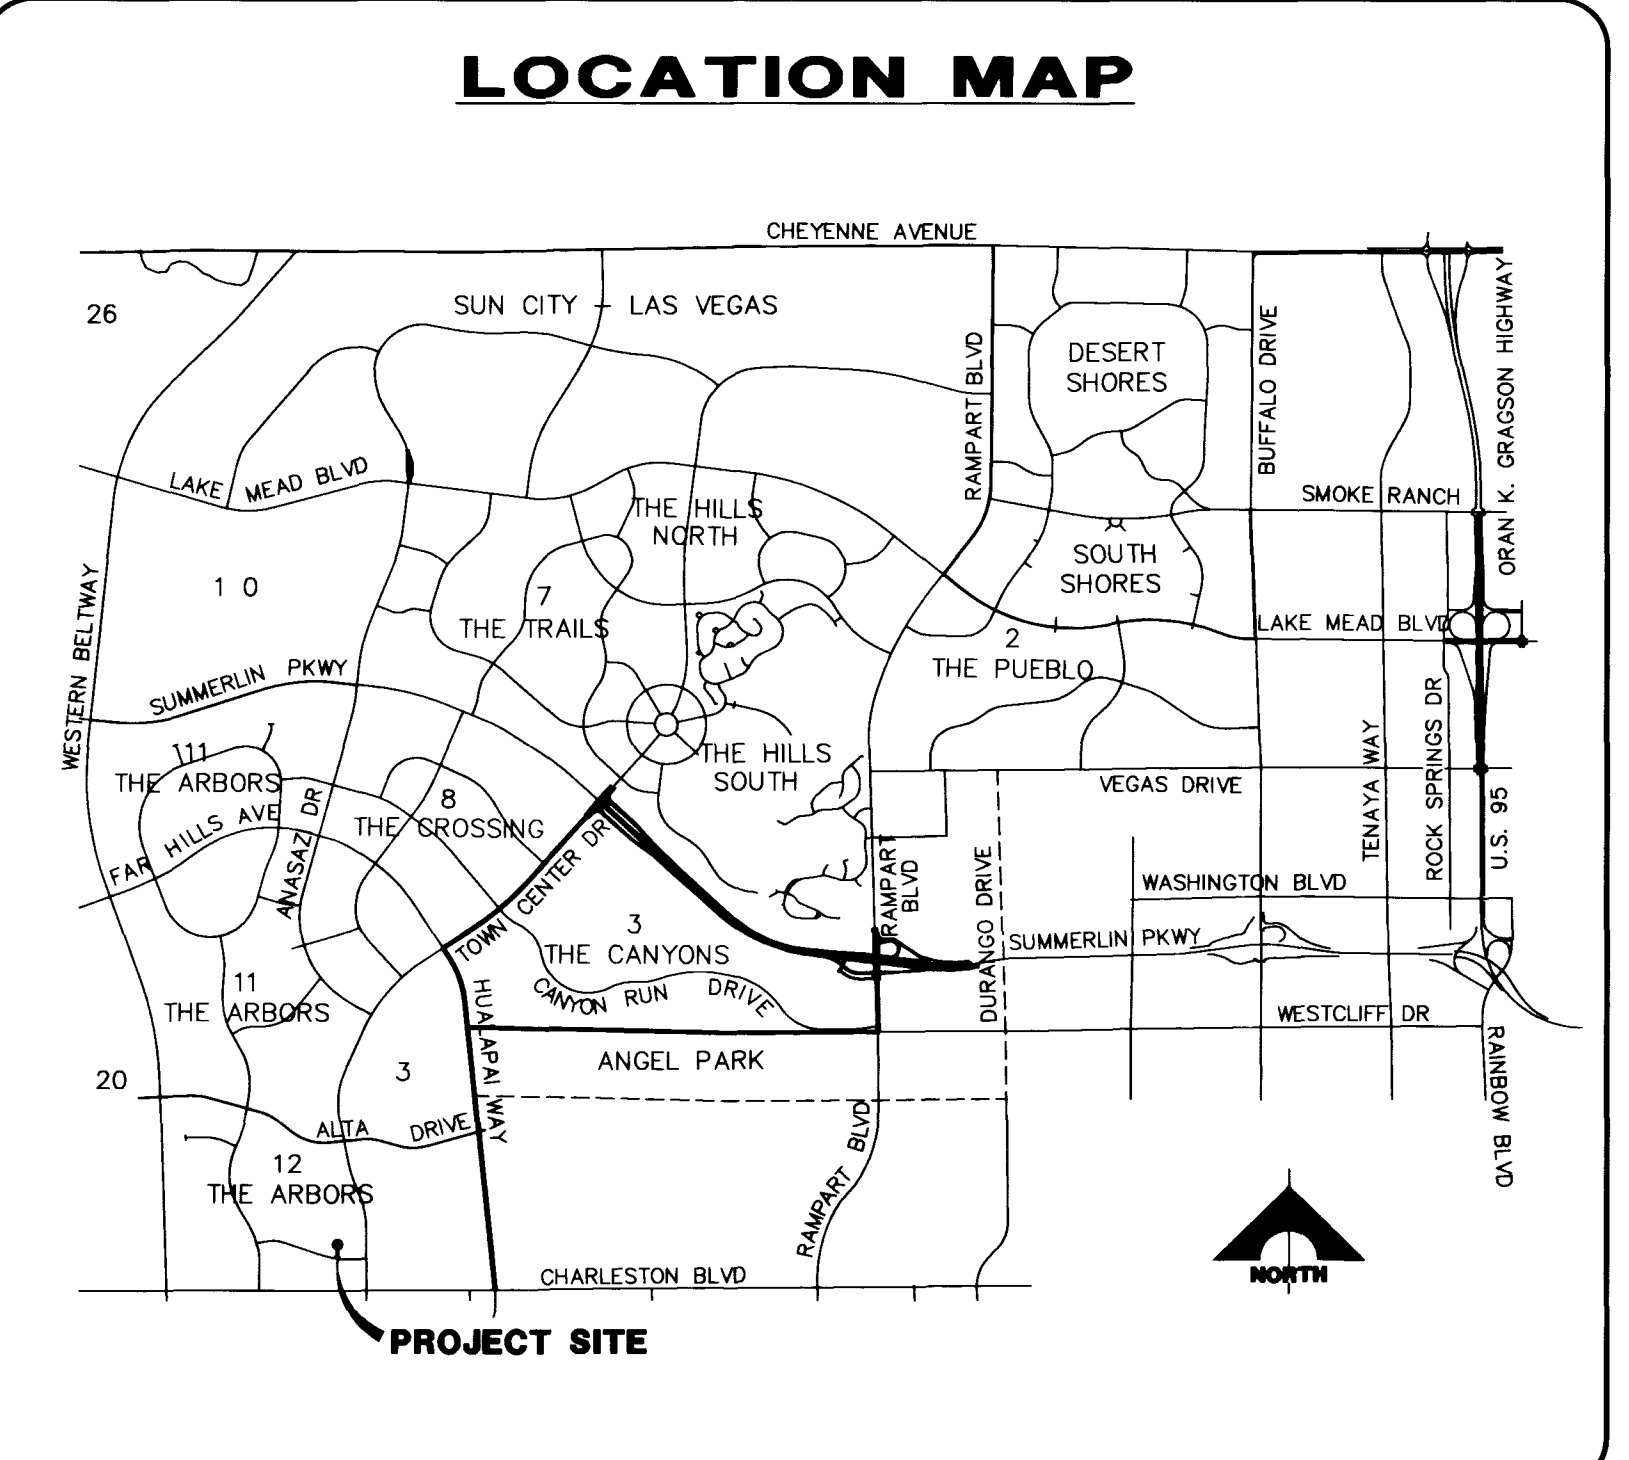 LOCATION MAP
CHEYENNE AVENUE
26
SUN CITY LAS VEGAS
RAMPART BLVD
DESERT
SHORES
BUFFALO DRIVE
ORAN K. GRAGSON HIGHWAY
LAKE MEAD BLVD
THE HILLS
NORTH
SMOKE RANCH
SOUTH
SHORES
WESTERN BELTWAY
1 0
7
THE TRAILS
2
THE PUEBLO
LAKE MEAD BLVD
SUMMERLIN PKWY
THE HILLS
SOUTH
VEGAS DRIVE
TENAYA WAY
ROCK SPRINGS DR
U.S. 95
111
THE ARBORS
FAR HILLS AVE
ANASAZ DR
8
THE CROSSING
TOWN CENTER DR
RAMPART
BLVD
DURANGO DRIVE
WASHINGTON BLVD
3
THE CANYONS
SUMMERLIN PKWY
CANYON RUN DRIVE
11
THE ARBORS
HUALAPAI WAY
WESTCLIFF DR
RAINBOW BLVD
ANGEL PARK
3
20
ALTA DRIVE
RAMPART BLVD
12
THE ARBORS
CHARLESTON BLVD
NORTH
PROJECT SITE